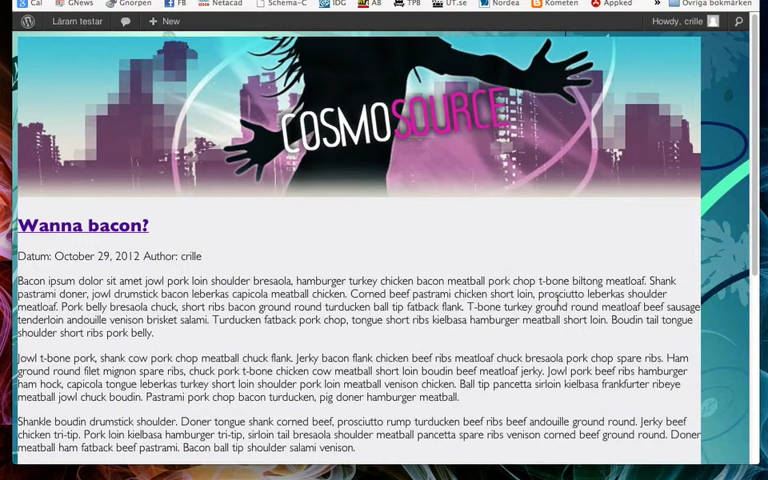 Cal GNews Gnorpen FB Netacad Schema-C IDG AB TPB UT.se Nordea Kometen Appked » Övriga bokmärken
Läram testar + New Howdy, crille
COSMOSOURCE
Wanna bacon?
Datum: October 29, 2012 Author: crille
Bacon ipsum dolor sit amet jowl pork loin shoulder bresaola, hamburger turkey chicken bacon meatball pork chop t-bone biltong meatloaf. Shank
pastrami doner, jowl drumstick bacon leberkas capicola meatball chicken. Corned beef pastrami chicken short loin, prosciutto leberkas shoulder
meatloaf. Pork belly bresaola chuck, short ribs bacon ground round turducken ball tip fatback flank. T-bone turkey ground round meatloaf beef sausage
tenderloin andouille venison brisket salami. Turducken fatback pork chop, tongue short ribs kielbasa hamburger meatball short loin. Boudin tail tongue
shoulder short ribs pork belly.
Jowl t-bone pork, shank cow pork chop meatball chuck flank. Jerky bacon flank chicken beef ribs meatloaf chuck bresaola pork chop spare ribs. Ham
ground round filet mignon spare ribs, chuck pork t-bone chicken cow meatball short loin boudin beef meatloaf jerky. Jowl pork beef ribs hamburger
ham hock, capicola tongue leberkas turkey short loin shoulder pork loin meatball venison chicken. Ball tip pancetta sirloin kielbasa frankfurter ribeye
meatball jowl chuck boudin. Pastrami pork chop bacon turducken, pig doner hamburger meatball.
Shankle boudin drumstick shoulder. Doner tongue shank corned beef, prosciutto rump turducken beef ribs beef andouille ground round. Jerky beef
chicken tri-tip. Pork loin kielbasa hamburger tri-tip, sirloin tail bresaola shoulder meatball pancetta spare ribs venison corned beef ground round. Doner
meatball ham fatback beef pastrami. Bacon ball tip shoulder salami venison.